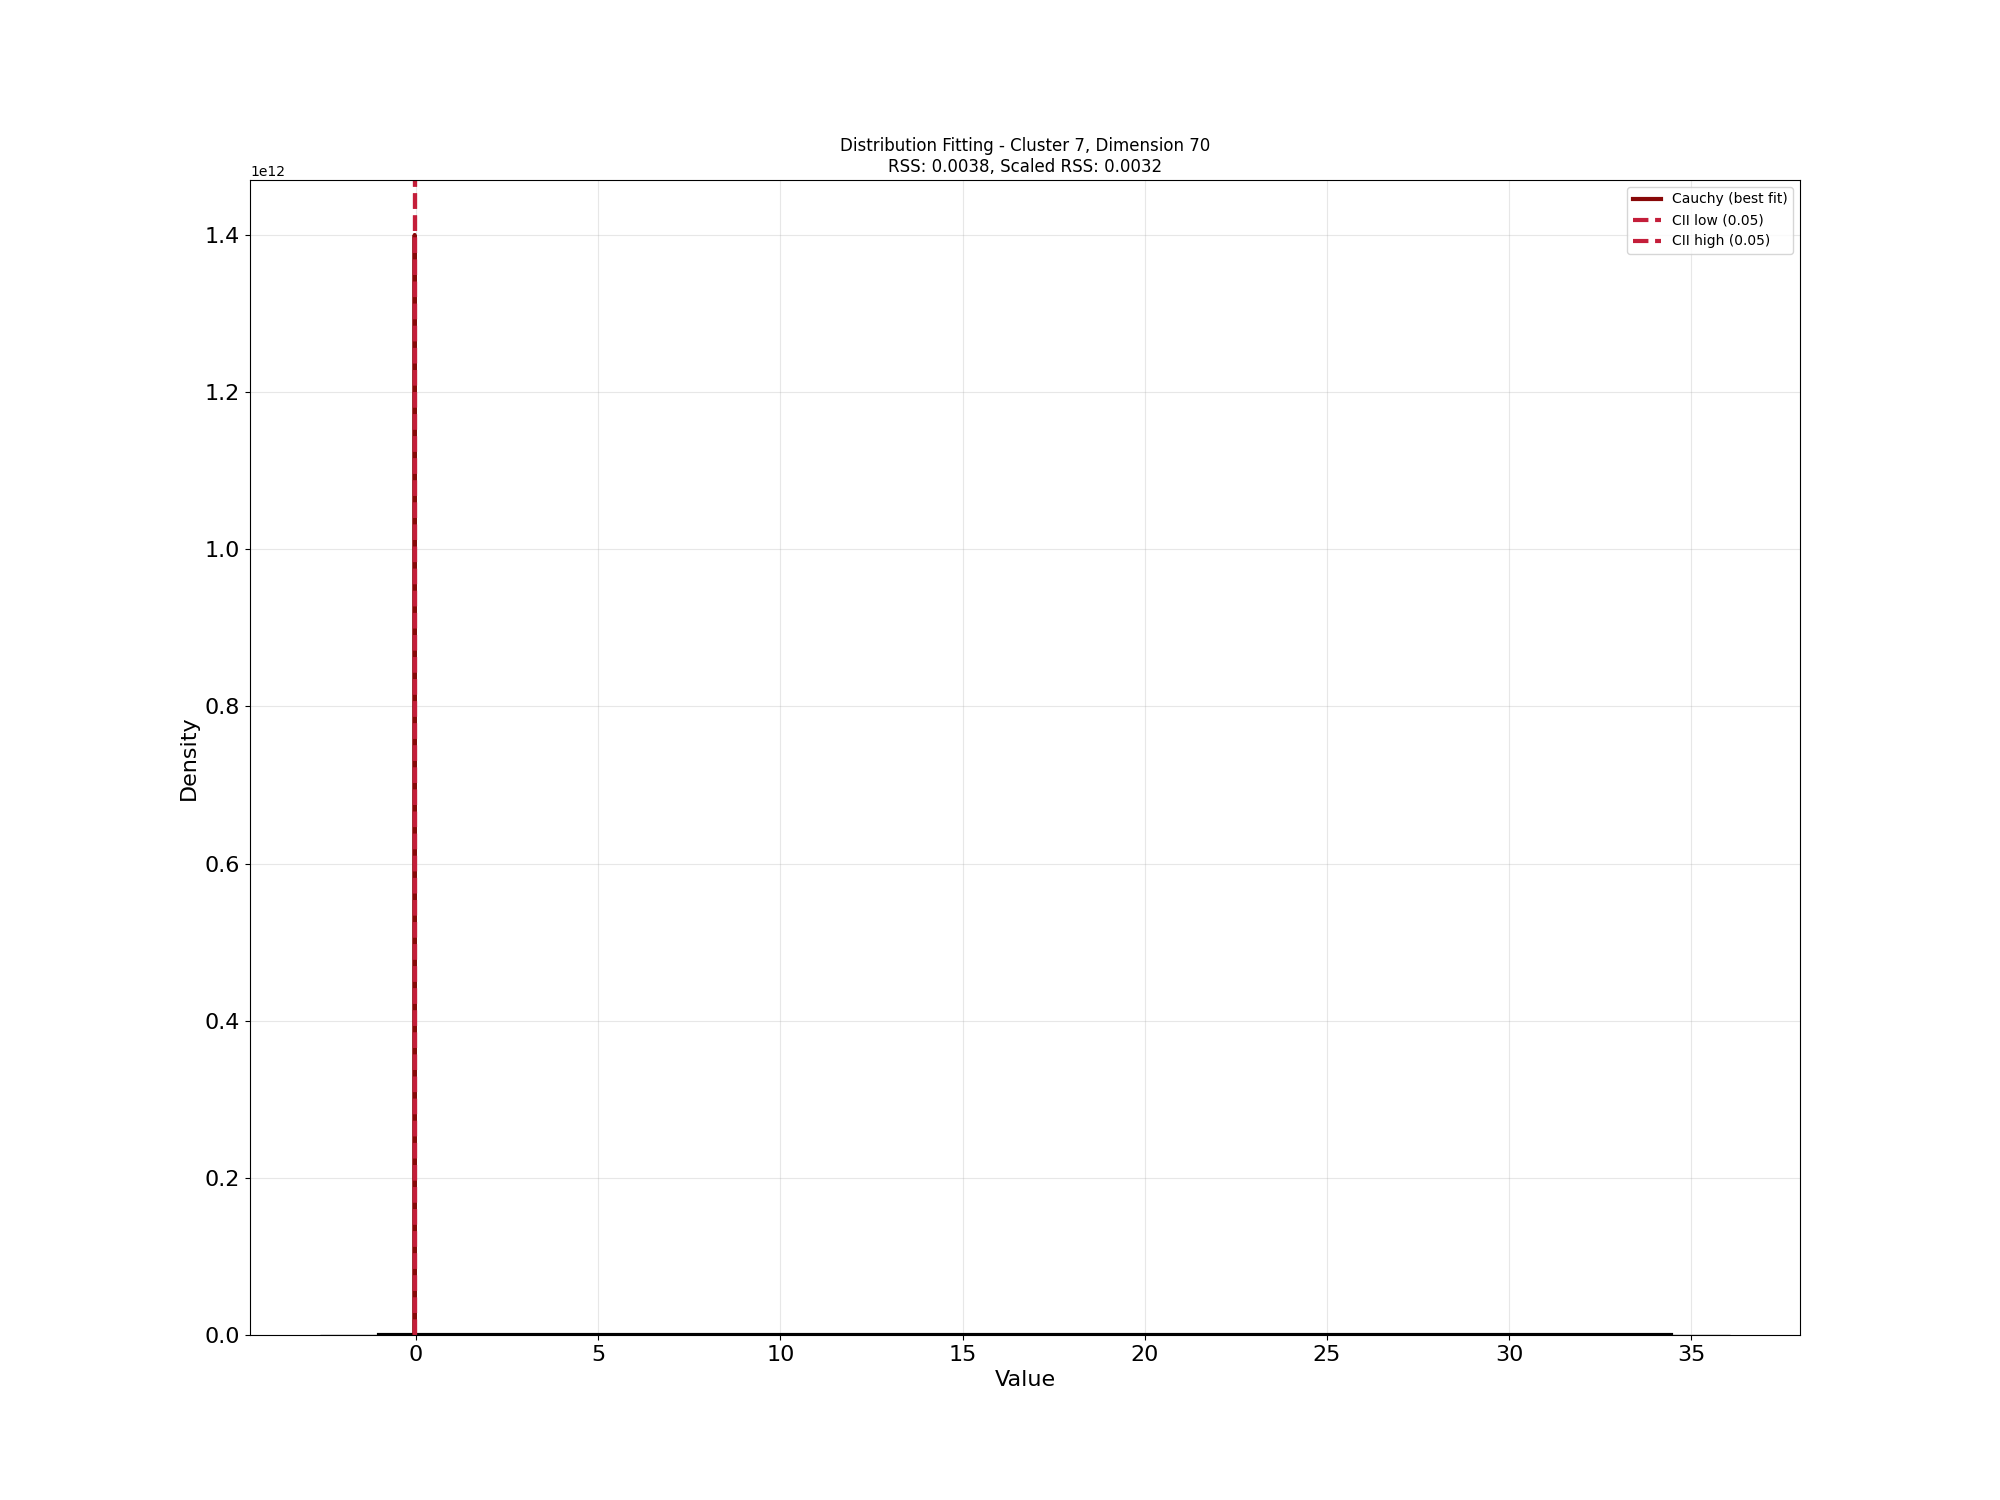 Distribution Fitting - Cluster 7, Dimension 70
RSS: 0.0038, Scaled RSS: 0.0032
1e12
Cauchy (best fit)
CII low (0.05)
CII high (0.05)
1.4
1.2
1.0
0.8
0.6
0.4
0.2
0.0
Density
0 5 10 15 20 25 30 35
Value